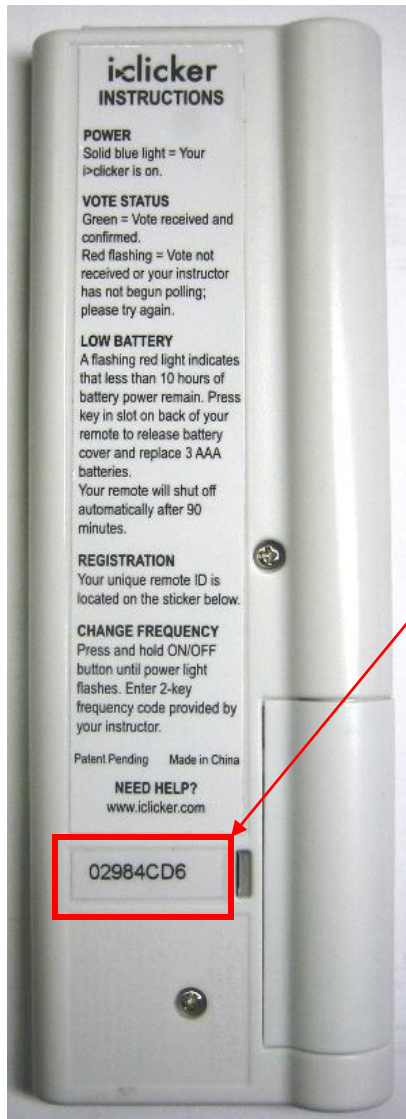 i>clicker
INSTRUCTIONS
POWER
Solid blue light = Your
i>clicker is on.
VOTE STATUS
Green = Vote received and
confirmed.
Red flashing = Vote not
received or your instructor
has not begun polling;
please try again.
LOW BATTERY
A flashing red light indicates
that less than 10 hours of
battery power remain. Press
key in slot on back of your
remote to release battery
cover and replace 3 AAA
batteries.
Your remote will shut off
automatically after 90
minutes.
REGISTRATION
Your unique remote ID is
located on the sticker below.
CHANGE FREQUENCY
Press and hold ON/OFF
button until power light
flashes. Enter 2-key
frequency code provided by
your instructor.
Patent Pending Made in China
NEED HELP?
www.iclicker.com
02984CD6